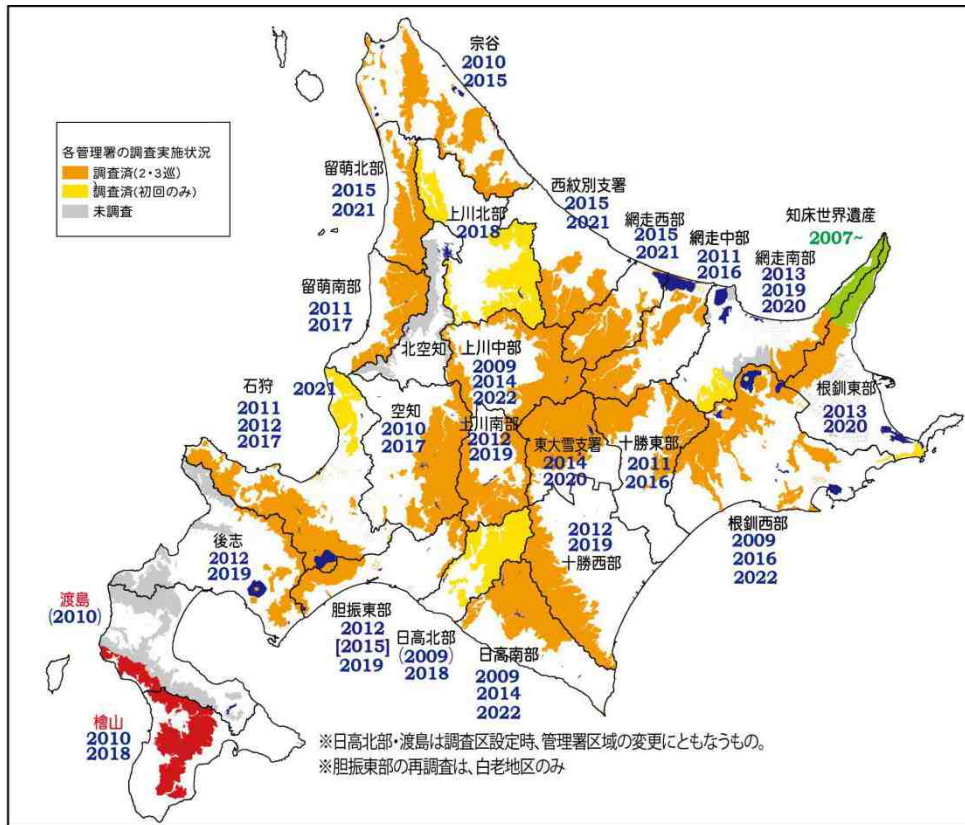 宗谷
2010
2015
各管理署の調査実施状況
調査済(2・3巡)
調査済(初回のみ)
未調査
留萌北部
2015
2021
上川北部
2018
西紋別支署
2015
2021
網走西部
2015
2021
網走中部
2011
2016
網走南部
2013
2019
2020
知床世界遺産
2007~
留萌南部
2011
2017
北空知
上川中部
2009
2014
2022
石狩
2011
2012
2017
2021
空知
2010
2017
上川南部
2012
2019
東大雪支署
2014
2020
十勝東部
2011
2016
根釧東部
2013
2020
2012
2019
十勝西部
根釧西部
2009
2016
2022
後志
2012
2019
渡島
(2010)
胆振東部
2012
[2015]
2019
日高北部
(2009)
2018
日高南部
2009
2014
2022
檜山
2010
2018
※日高北部・渡島は調査区設定時、管理署区域の変更にともなうもの。
※胆振東部の再調査は、白老地区のみ